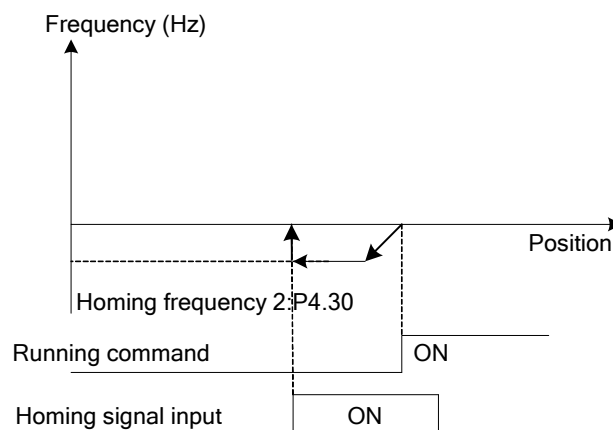 Frequency (Hz)
Position
Homing frequency 2:P4.30
Running command
ON
Homing signal input
ON